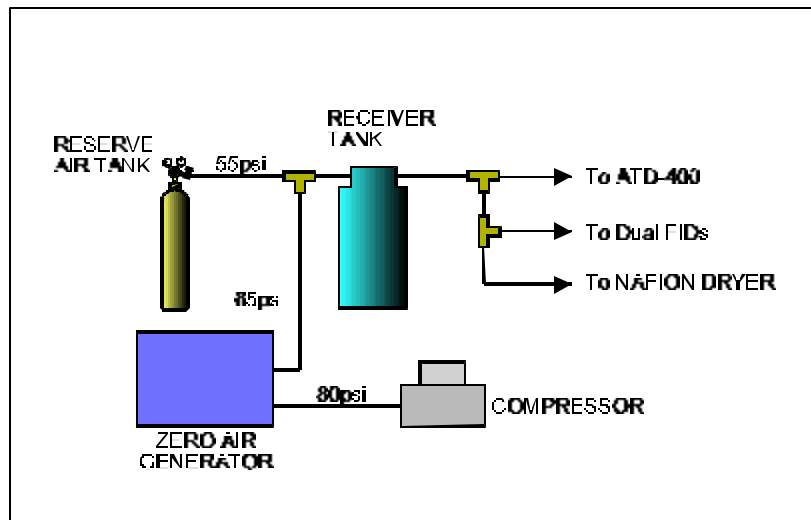 RECEIVER
TANK
RESERVE
AIR TANK
55psi
To ATD-400
To Dual FIDs
To NAFION DRYER
65psi
80psi
COMPRESSOR
ZERO AIR
GENERATOR